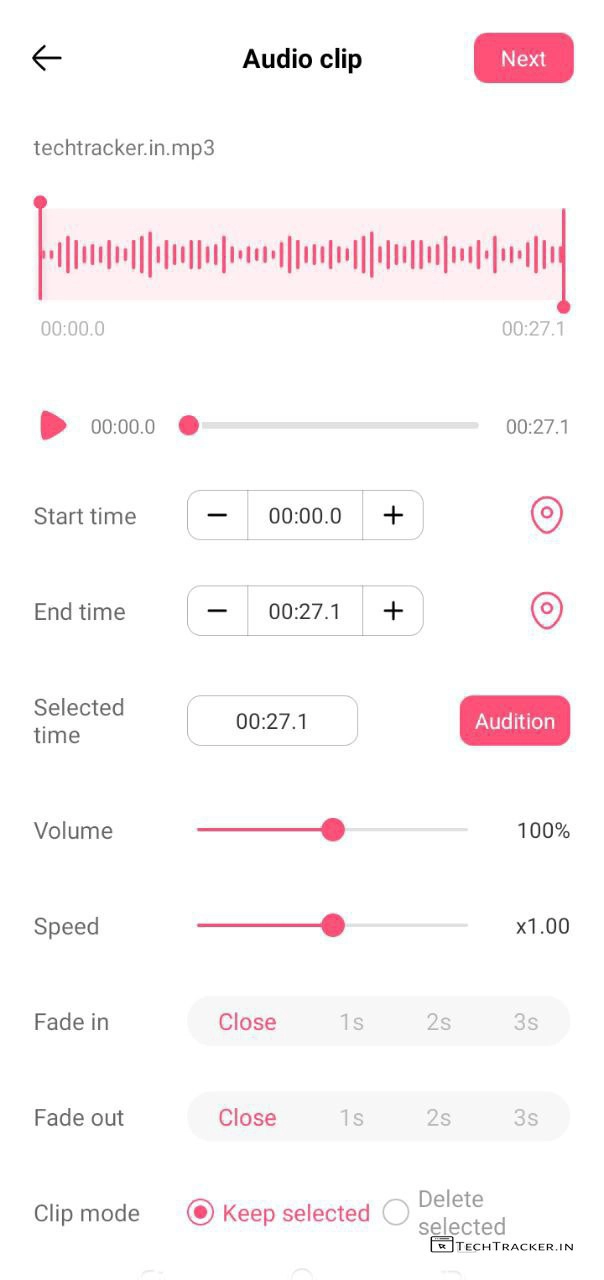 Audio clip
Next
techtracker.in.mp3
00:00.0
00:27.1
00:00.0
00:27.1
Start time
00:00.0
End time
00:27.1
Selected
time
00:27.1
Audition
Volume
100%
Speed
x1.00
Fade in
Close 1s 2s 3s
Fade out
Close 1s 2s 3s
Clip mode
Keep selected
Delete
selected
TECHTRACKER.IN